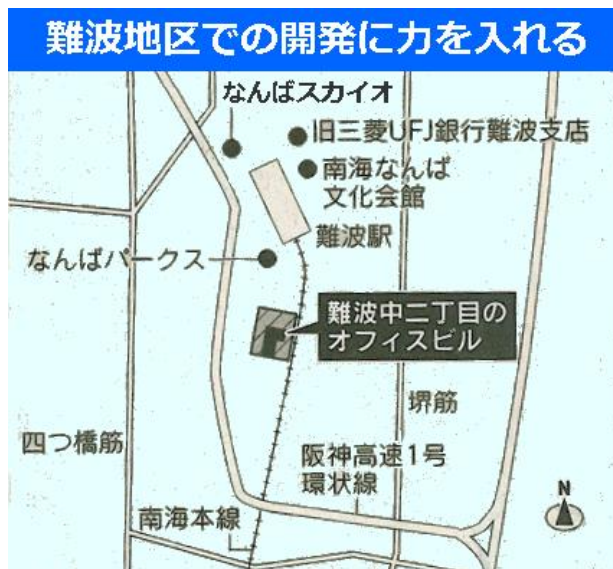 難波地区での開発に力を入れる
なんばスカイオ
旧三菱UFJ銀行難波支店
南海なんば
文化会館
難波駅
なんばパークス
難波中二丁目の
オフィスビル
堺筋
四つ橋筋
阪神高速1号
環状線
N
南海本線